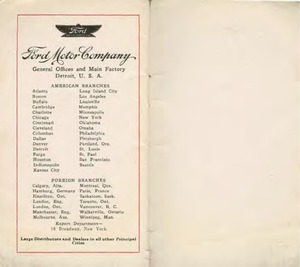 Ford
Ford Motor Company
General Offices and Main Factory
Detroit, U. S. A.
AMERICAN BRANCHES
Atlanta Long Island City
Boston Los Angeles
Buffalo Louisville
Cambridge Memphis
Charlotte Minneapolis
Chicago New York
Cincinnati Oklahoma
Cleveland Omaha
Columbus Philadelphia
Dallas Pittsburgh
Denver Portland, Ore.
Detroit St. Louis
Fargo St. Paul
Houston San Francisco
Indianapolis Seattle
Kansas City
FOREIGN BRANCHES
Calgary, Alta. Montreal, Que.
Hamburg, Germany Paris, France
Hamilton, Ont. Saskatoon, Sask.
London, Eng. Toronto, Ont.
London, Ont. Vancouver, B. C.
Manchester, Eng. Walkerville, Ontario
Melbourne, Aus. Winnipeg, Man.
Export Department—
18 Broadway, New York.
Large Distributors and Dealers in all other Principal
Cities